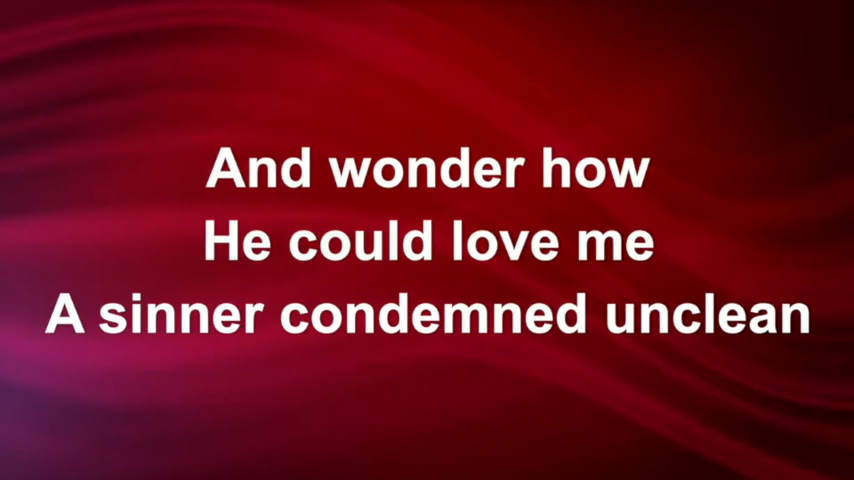 And wonder how
He could love me
A sinner condemned unclean